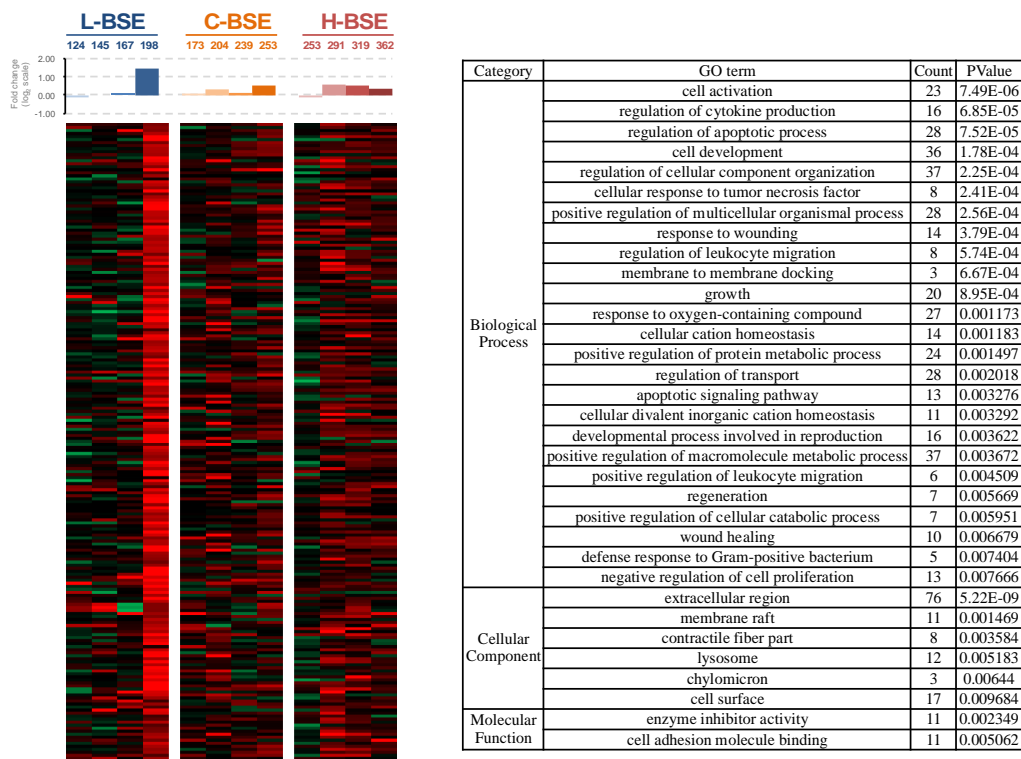 L-BSE C-BSE H-BSE
124 145 167 198 173 204 239 253 253 291 319 362
Fold change
(log2 scale)
2.00
1.00
0.00
-1.00
Category GO term Count PValue
Biological
Process
cell activation 23 7.49E-06
regulation of cytokine production 16 6.85E-05
regulation of apoptotic process 28 7.52E-05
cell development 36 1.78E-04
regulation of cellular component organization 37 2.25E-04
cellular response to tumor necrosis factor 8 2.41E-04
positive regulation of multicellular organismal process 28 2.56E-04
response to wounding 14 3.79E-04
regulation of leukocyte migration 8 5.74E-04
membrane to membrane docking 3 6.67E-04
growth 20 8.95E-04
response to oxygen-containing compound 27 0.001173
cellular cation homeostasis 14 0.001183
positive regulation of protein metabolic process 24 0.001497
regulation of transport 28 0.002018
apoptotic signaling pathway 13 0.003276
cellular divalent inorganic cation homeostasis 11 0.003292
developmental process involved in reproduction 16 0.003622
positive regulation of macromolecule metabolic process 37 0.003672
positive regulation of leukocyte migration 6 0.004509
regeneration 7 0.005669
positive regulation of cellular catabolic process 7 0.005951
wound healing 10 0.006679
defense response to Gram-positive bacterium 5 0.007404
negative regulation of cell proliferation 13 0.007666
Cellular
Component
extracellular region 76 5.22E-09
membrane raft 11 0.001469
contractile fiber part 8 0.003584
lysosome 12 0.005183
chylomicron 3 0.00644
cell surface 17 0.009684
Molecular
Function
enzyme inhibitor activity 11 0.002349
cell adhesion molecule binding 11 0.005062